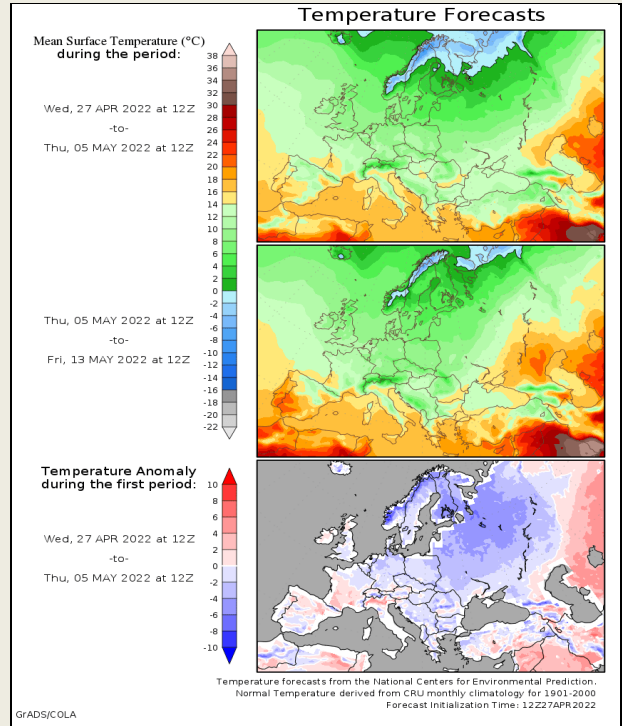 Temperature Forecasts
Mean Surface Temperature (°C)
during the period:
38
36
34
32
30
28
26
24
22
20
18
16
14
12
10
8
6
4
2
0
-2
-4
-6
-8
-10
-12
-14
-16
-18
-20
-22
Wed, 27 APR 2022 at 12Z
-to-
Thu, 05 MAY 2022 at 12Z
Thu, 05 MAY 2022 at 12Z
-to-
Fri, 13 MAY 2022 at 12Z
Temperature Anomaly
during the first period:
10
8
6
4
2
0
-2
-4
-6
-8
-10
Wed, 27 APR 2022 at 12Z
-to-
Thu, 05 MAY 2022 at 12Z
Temperature forecasts from the National Centers for Environmental Prediction.
Normal Temperature derived from CRU monthly climatology for 1901-2000
Forecast Initialization Time: 12Z27APR2022
GrADS/COLA